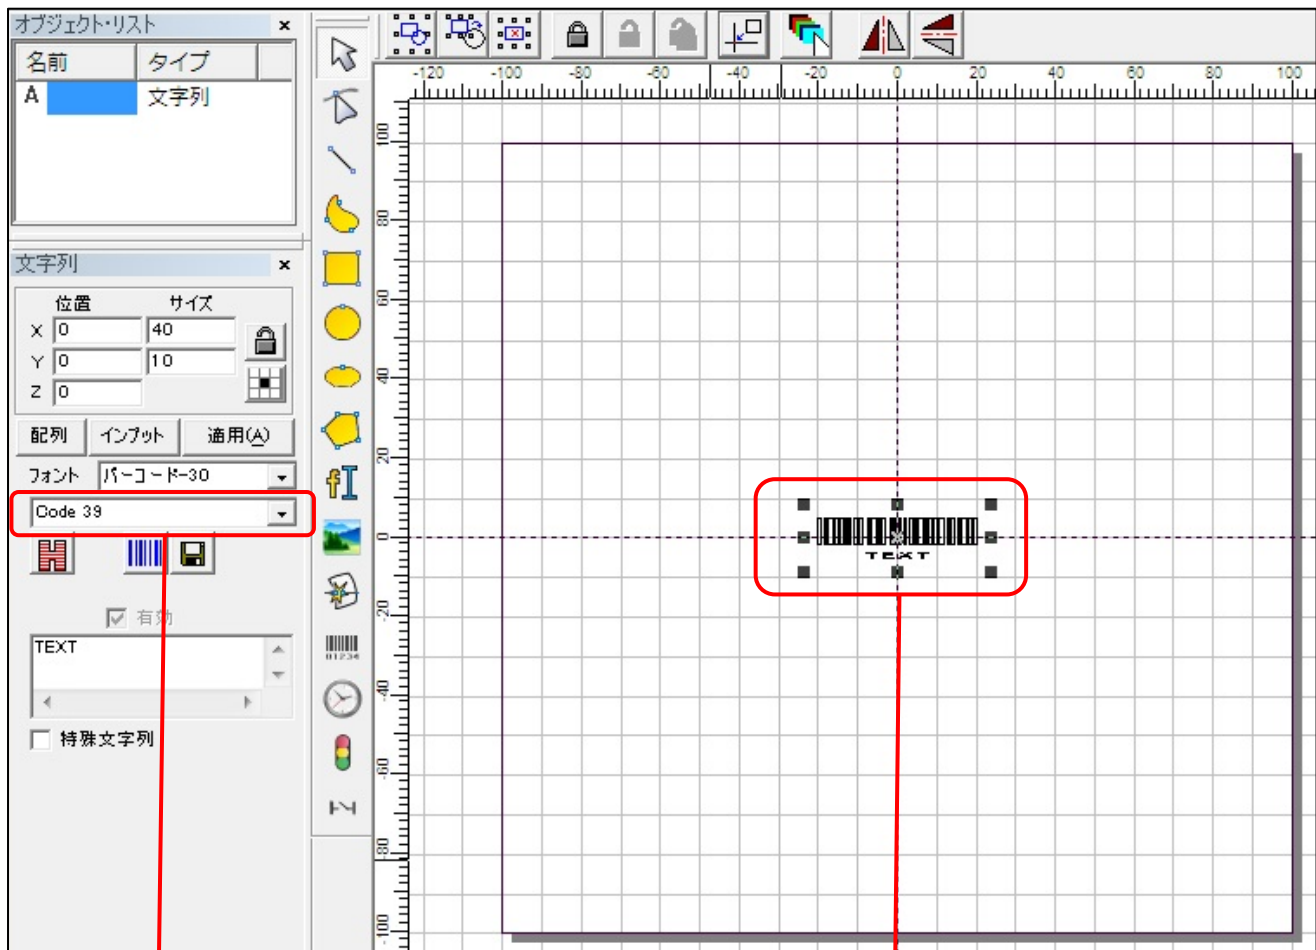 オブジェクト・リスト
名前 タイプ
A 文字列
文字列
位置 サイズ
X 0 40
Y 0 10
Z 0
配列 インプット 適用(A)
フォント バーコード-30
Code 39
有効
TEXT
特殊文字列
01234
-120 -100 -80 -60 -40 -20 0 20 40 60 80 100
100
80
60
40
20
0
-20
-40
-60
-80
-100
TEXT